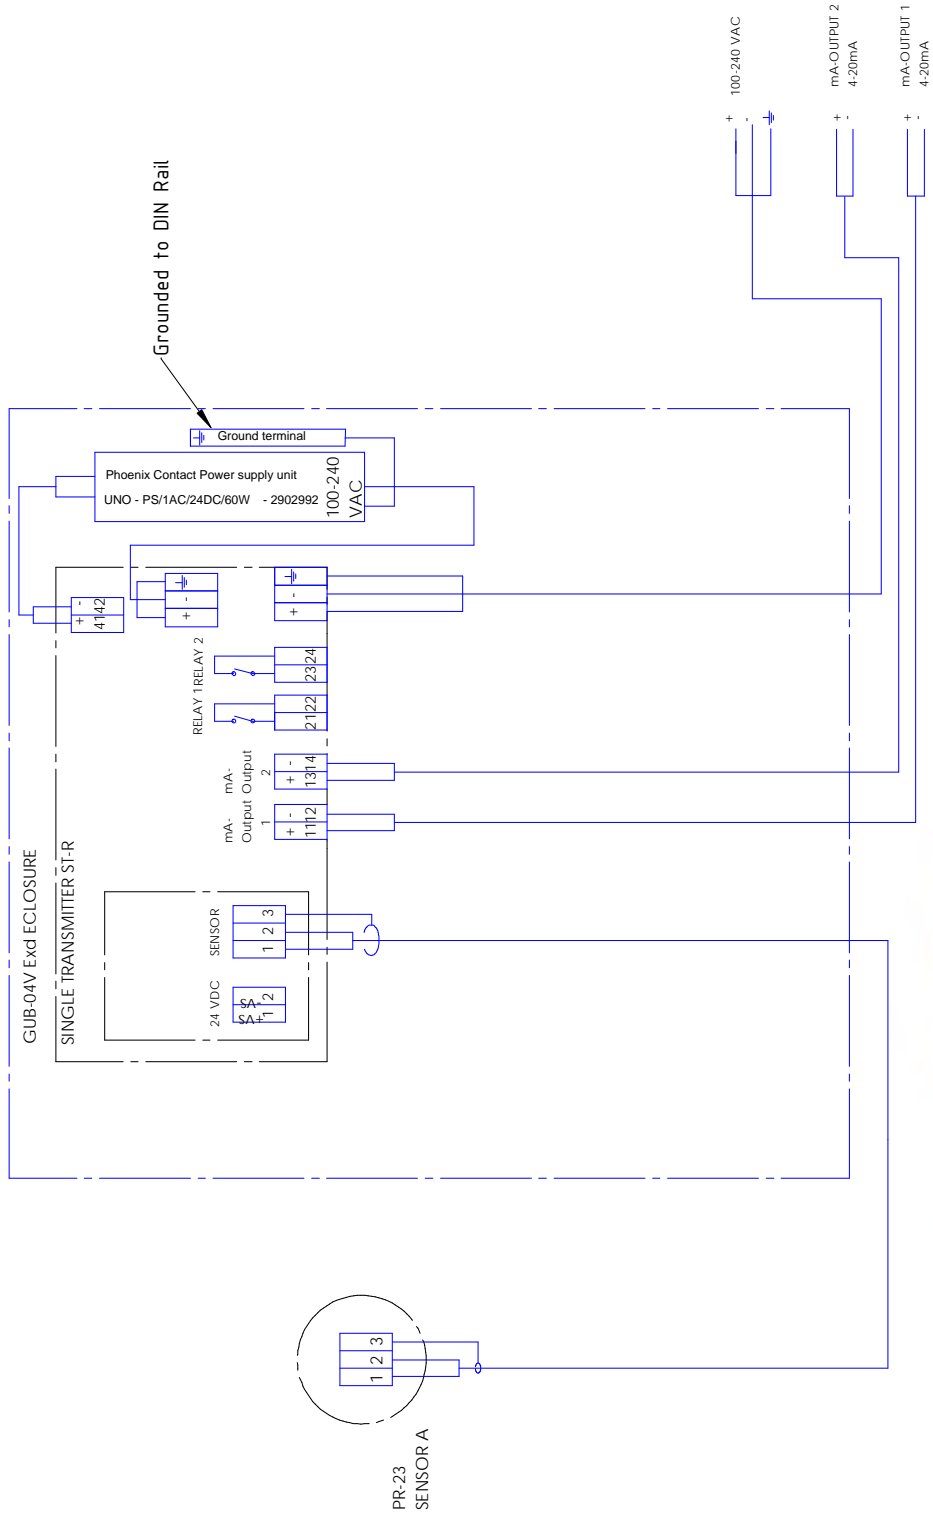 GUB-04V Exd ECLOSURE
SINGLE TRANSMITTER ST-R
24 VDC
SA+ SA-
1 2
SENSOR
1 2 3
mA-
Output
1
+ -
11 12
mA-
Output
2
+ -
13 14
RELAY 1
21 22
RELAY 2
23 24
+ -
+ -
41 42
+ -
Phoenix Contact Power supply unit
UNO - PS/1AC/24DC/60W - 2902992
100-240
VAC
Ground terminal
Grounded to DIN Rail
PR-23
SENSOR A
1 2 3
+
-
100-240 VAC
+
-
mA-OUTPUT 2
4-20mA
+
-
mA-OUTPUT 1
4-20mA